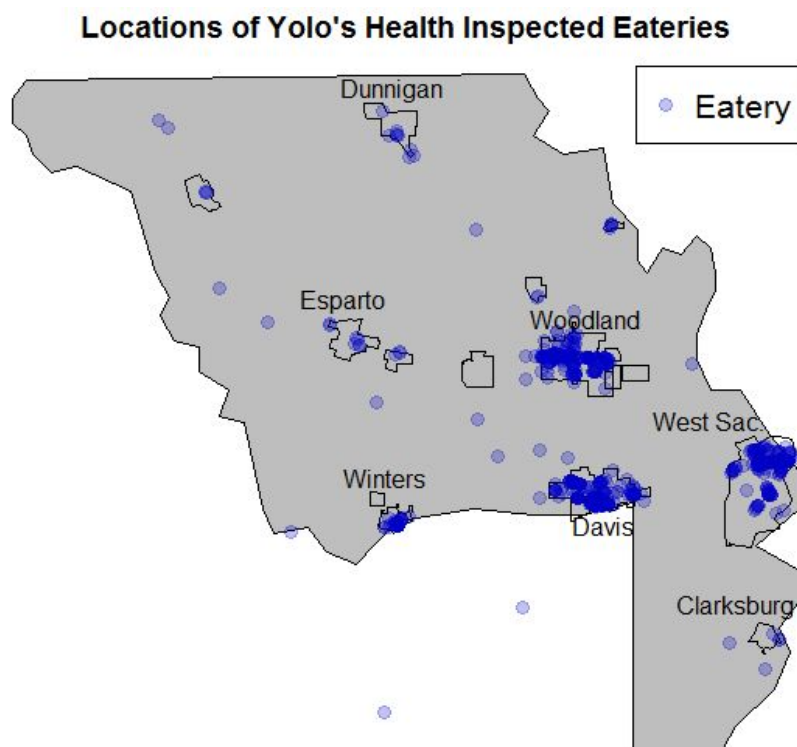 Locations of Yolo's Health Inspected Eateries
Dunnigan
Eatery
Esparto
Woodland
West Sac.
Winters
Davis
Clarksburg